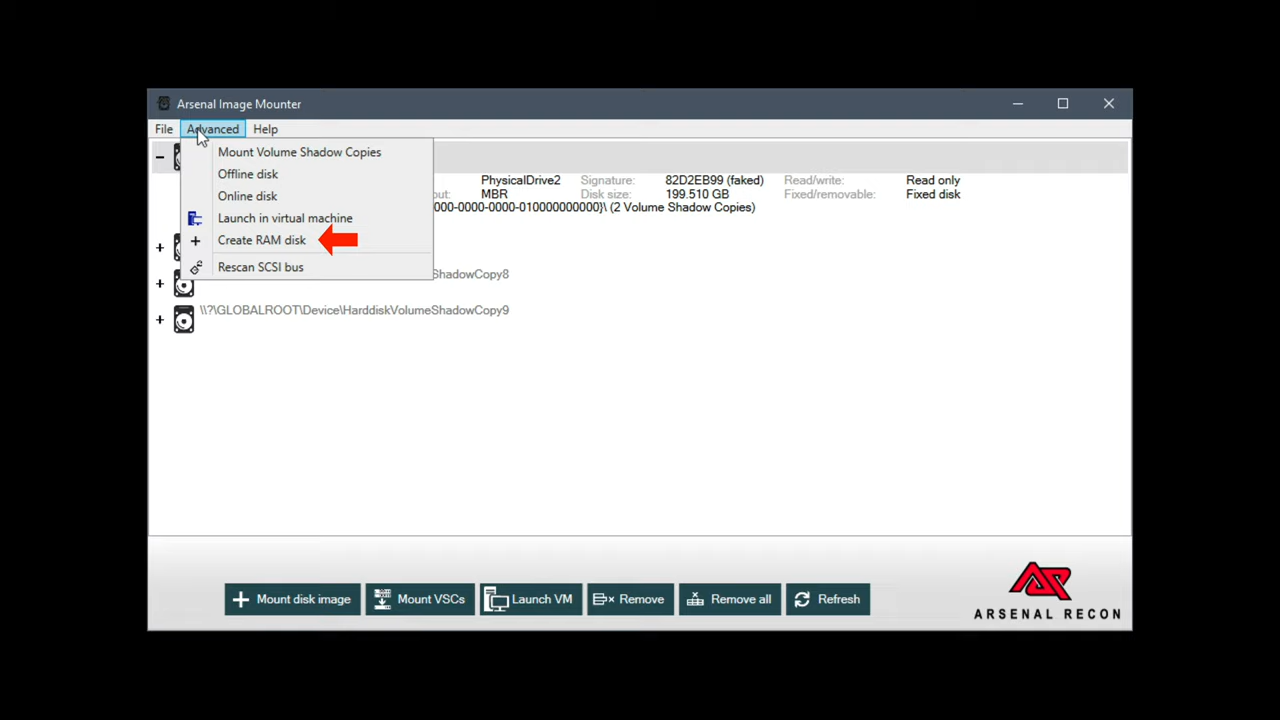 Arsenal Image Mounter
File Advanced Help
Mount Volume Shadow Copies
Offline disk
PhysicalDrive2 Signature: 82D2EB99 (faked) Read/write: Read only
Online disk
MBR Disk size: 199.510 GB Fixed/removable: Fixed disk
000-0000-0000-010000000000}\ (2 Volume Shadow Copies)
Launch in virtual machine
Create RAM disk
Rescan SCSI bus
ShadowCopy8
\\?\GLOBALROOT\Device\HarddiskVolumeShadowCopy9
Mount disk image Mount VSCs Launch VM Remove Remove all Refresh
ARSENAL RECON